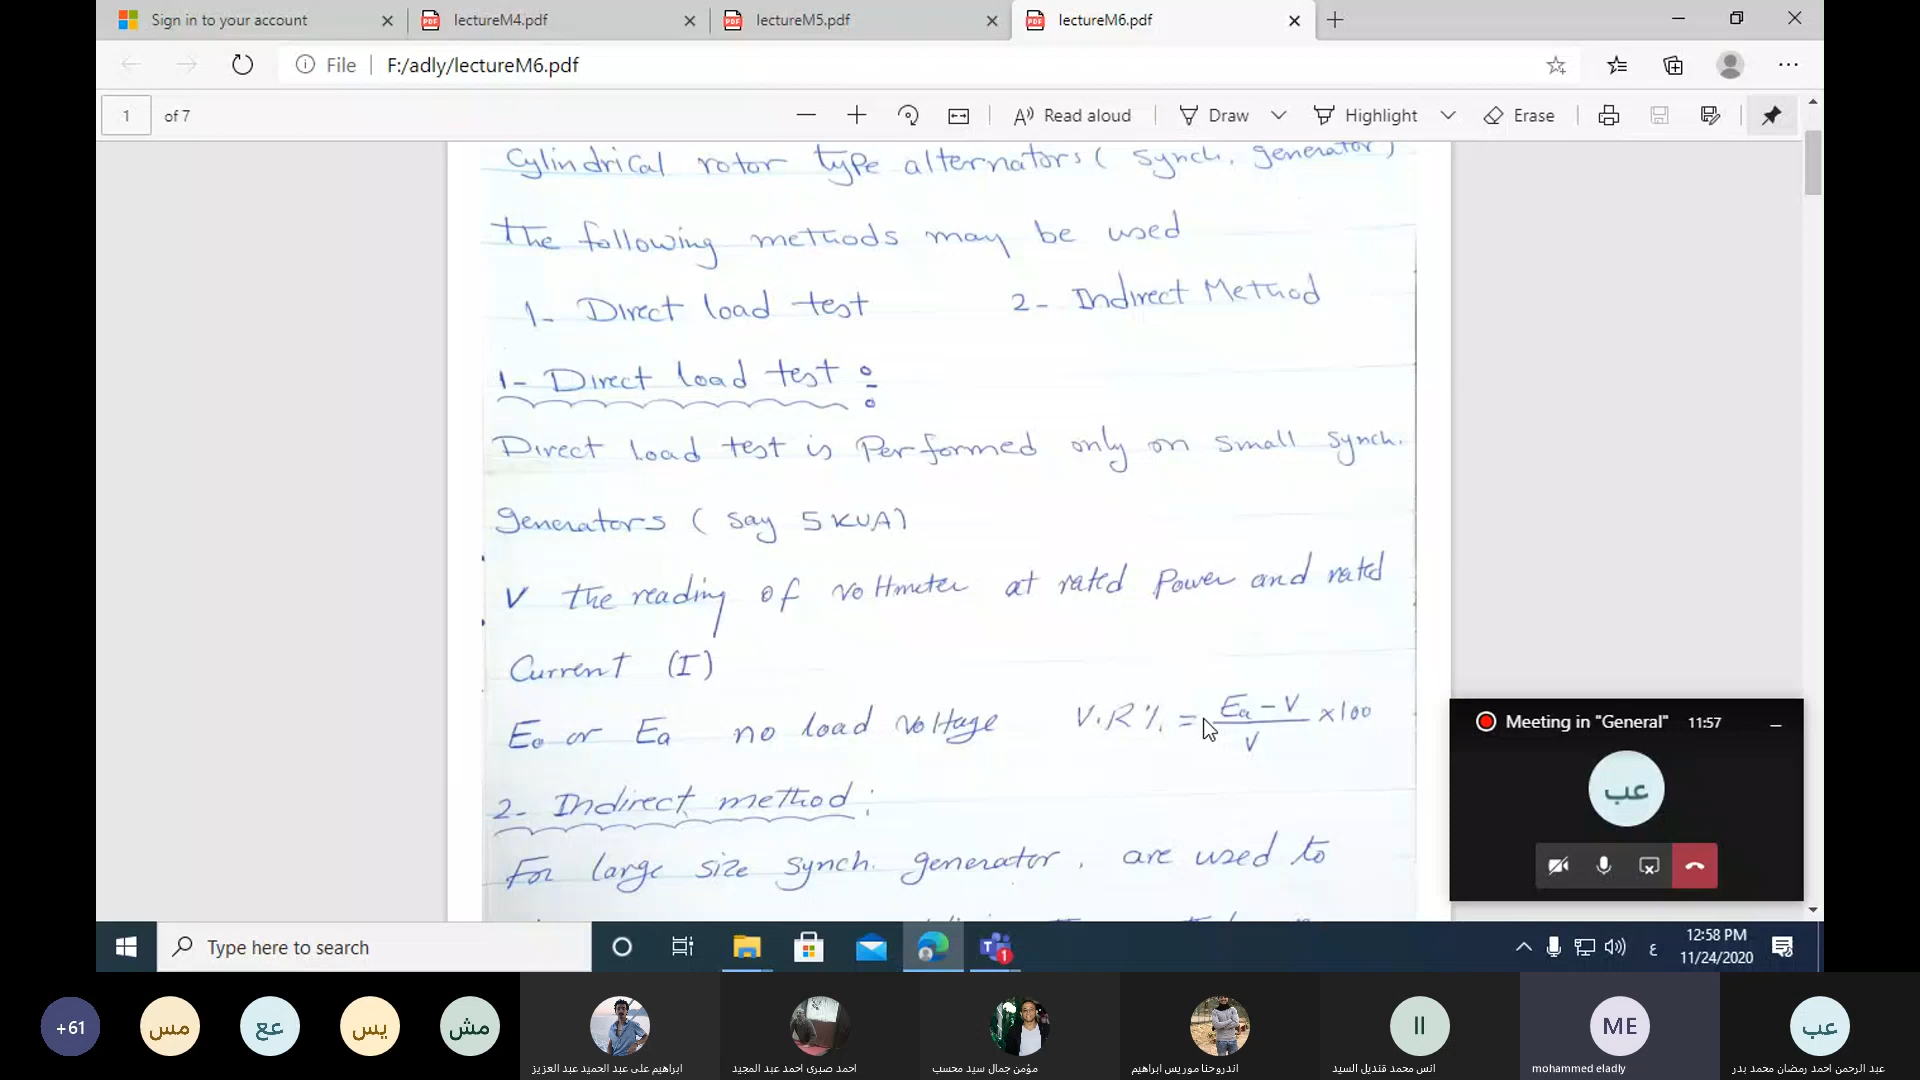 Sign in to your account
lectureM4.pdf
lectureM5.pdf
lectureM6.pdf
File
F:/adly/lectureM6.pdf
1 of 7
Read aloud
Draw
Highlight
Erase
Cylindrical rotor type alternators ( synch. generator)
the following methods may be used
1- Direct load test 2- Indirect Method
1- Direct load test :
Direct load test is Performed only on small synch.
generators ( say 5 KVA)
V the reading of voltmeter at rated Power and rated
Current (I)
Eo or Ea no load voltage V.R % = (Ea - V)/V ×100
2- Indirect method :
For large size synch. generator. are used to
Meeting in "General" 11:57
عب
Type here to search
1
ع
12:58 PM
11/24/2020
+61
مس
عع
يس
مش
ابراهيم على عبد الحميد عبد العزيز
احمد صبرى احمد عبد المجيد
مؤمن جمال سيد محسب
اندروحنا موريس ابراهيم
اا
انس محمد قنديل السيد
ME
mohammed eladly
عب
عبد الرحمن احمد رمضان محمد بدر